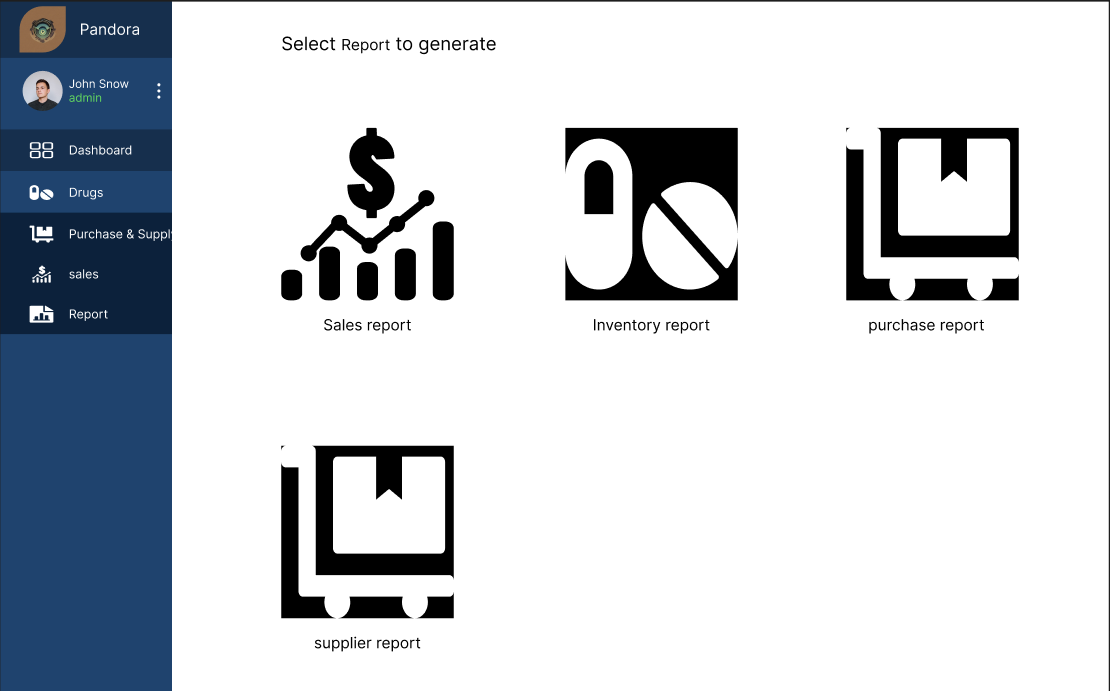 Pandora
John Snow
admin
Dashboard
Drugs
Purchase & Supply
sales
Report
Select Report to generate
Sales report
Inventory report
purchase report
supplier report